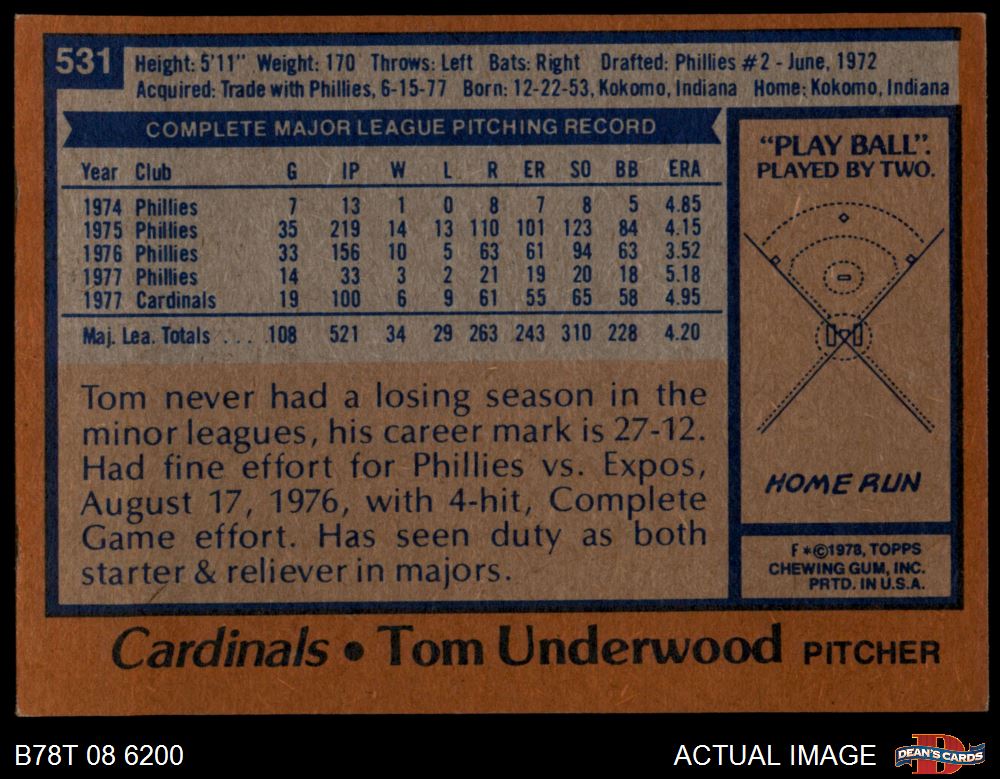 531
Height: 5'11" Weight: 170 Throws: Left Bats: Right Drafted: Phillies #2 - June, 1972
Acquired: Trade with Phillies, 6-15-77 Born: 12-22-53, Kokomo, Indiana Home: Kokomo, Indiana
COMPLETE MAJOR LEAGUE PITCHING RECORD
Year Club G IP W L R ER SO BB ERA
1974 Phillies 7 13 1 0 8 7 8 5 4.85
1975 Phillies 35 219 14 13 110 101 123 84 4.15
1976 Phillies 33 156 10 5 63 61 94 63 3.52
1977 Phillies 14 33 3 2 21 19 20 18 5.18
1977 Cardinals 19 100 6 9 61 55 65 58 4.95
Maj. Lea. Totals . . . 108 521 34 29 263 243 310 228 4.20
Tom never had a losing season in the
minor leagues, his career mark is 27-12.
Had fine effort for Phillies vs. Expos,
August 17, 1976, with 4-hit, Complete
Game effort. Has seen duty as both
starter & reliever in majors.
"PLAY BALL".
PLAYED BY TWO.
HOME RUN
F *©1978, TOPPS
CHEWING GUM, INC.
PRTD. IN U.S.A.
Cardinals • Tom Underwood PITCHER
B78T 08 6200
ACTUAL IMAGE
DEAN'S CARDS